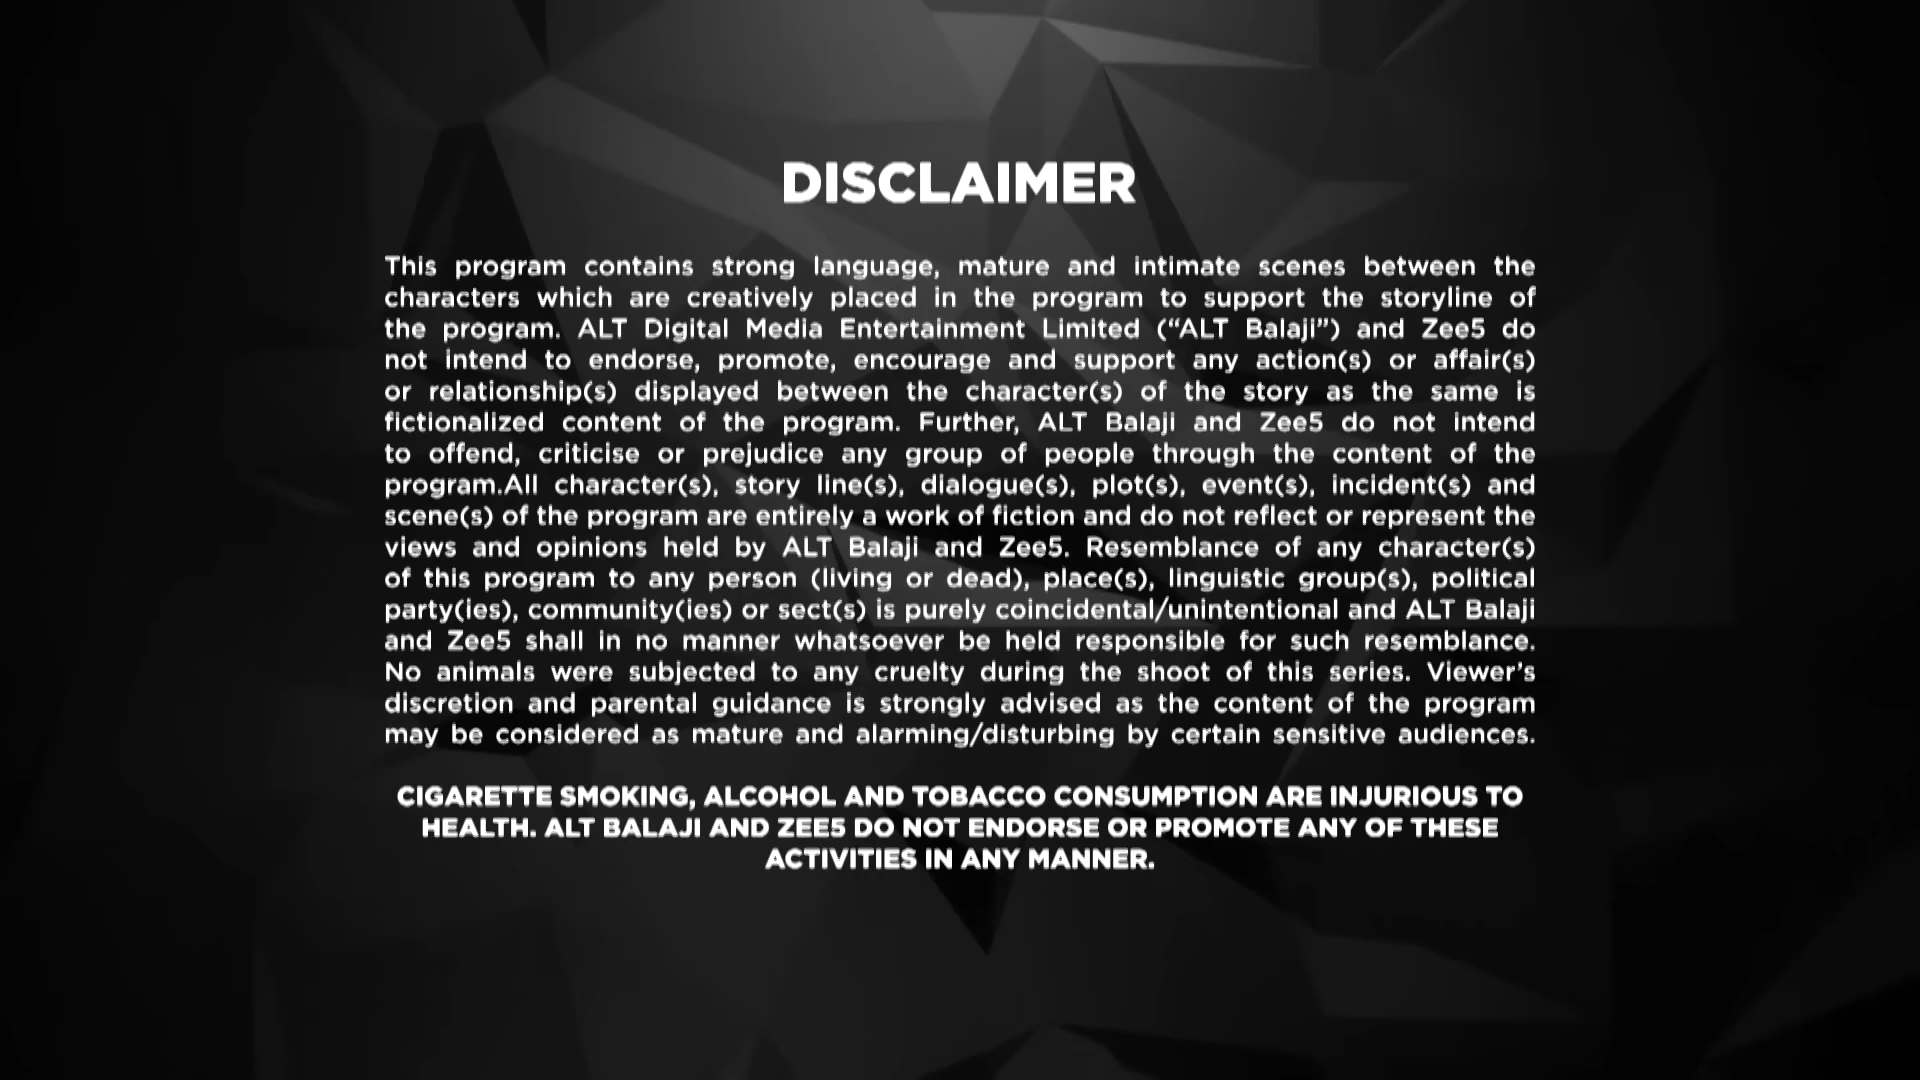 DISCLAIMER
This program contains strong language, mature and intimate scenes between the
characters which are creatively placed in the program to support the storyline of
the program. ALT Digital Media Entertainment Limited (“ALT Balaji”) and Zee5 do
not intend to endorse, promote, encourage and support any action(s) or affair(s)
or relationship(s) displayed between the character(s) of the story as the same is
fictionalized content of the program. Further, ALT Balaji and Zee5 do not intend
to offend, criticise or prejudice any group of people through the content of the
program.All character(s), story line(s), dialogue(s), plot(s), event(s), incident(s) and
scene(s) of the program are entirely a work of fiction and do not reflect or represent the
views and opinions held by ALT Balaji and Zee5. Resemblance of any character(s)
of this program to any person (living or dead), place(s), linguistic group(s), political
party(ies), community(ies) or sect(s) is purely coincidental/unintentional and ALT Balaji
and Zee5 shall in no manner whatsoever be held responsible for such resemblance.
No animals were subjected to any cruelty during the shoot of this series. Viewer’s
discretion and parental guidance is strongly advised as the content of the program
may be considered as mature and alarming/disturbing by certain sensitive audiences.
CIGARETTE SMOKING, ALCOHOL AND TOBACCO CONSUMPTION ARE INJURIOUS TO
HEALTH. ALT BALAJI AND ZEE5 DO NOT ENDORSE OR PROMOTE ANY OF THESE
ACTIVITIES IN ANY MANNER.